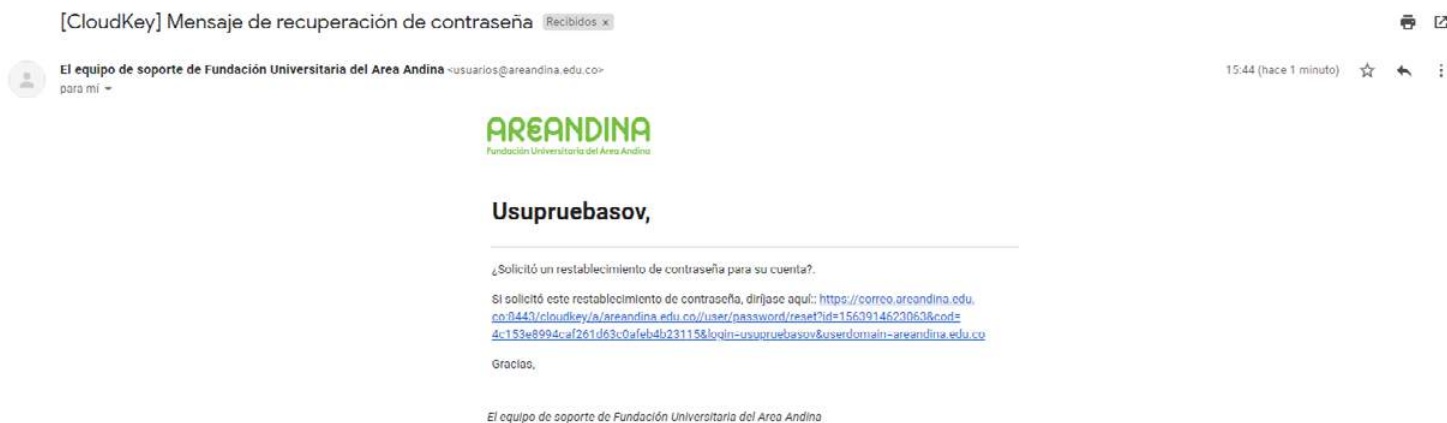 [CloudKey] Mensaje de recuperación de contraseña Recibidos x
El equipo de soporte de Fundación Universitaria del Area Andina <usuarios@areandina.edu.co>
15:44 (hace 1 minuto)
para mí
AREANDINA
Fundación Universitaria del Area Andina
Usupruebasov,
¿Solicitó un restablecimiento de contraseña para su cuenta?.
Si solicitó este restablecimiento de contraseña, diríjase aquí:: https://correo.areandina.edu.
co:8443/cloudkey/a/areandina.edu.co//user/password/reset?id=1563914623063&cod=
4c153e8994caf261d63c0afeb4b23115&login=usupruebasov&userdomain=areandina.edu.co
Gracias,
El equipo de soporte de Fundación Universitaria del Area Andina